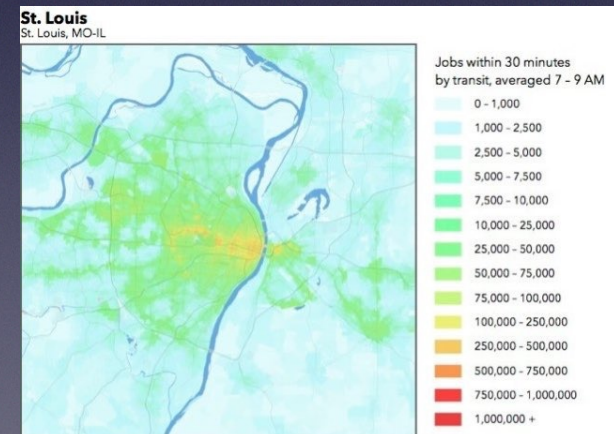 St. Louis
St. Louis, MO-IL
Jobs within 30 minutes
by transit, averaged 7 - 9 AM
0 - 1,000
1,000 - 2,500
2,500 - 5,000
5,000 - 7,500
7,500 - 10,000
10,000 - 25,000
25,000 - 50,000
50,000 - 75,000
75,000 - 100,000
100,000 - 250,000
250,000 - 500,000
500,000 - 750,000
750,000 - 1,000,000
1,000,000 +